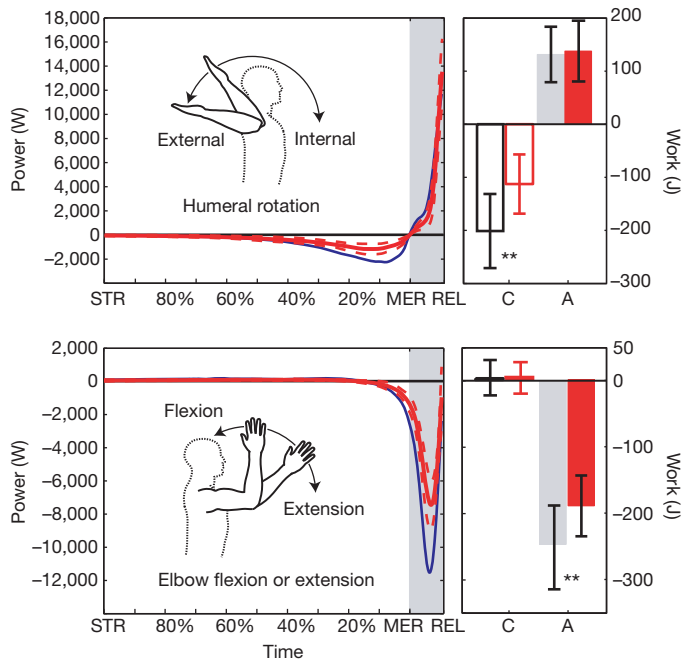 18,000
16,000
14,000
12,000
10,000
8,000
6,000
4,000
2,000
0
−2,000
Power (W)
External
Internal
Humeral rotation
STR 80% 60% 40% 20% MER REL
200
100
0
−100
−200
−300
Work (J)
**
C A
2,000
0
−2,000
−4,000
−6,000
−8,000
−10,000
−12,000
Power (W)
Flexion
Extension
Elbow flexion or extension
STR 80% 60% 40% 20% MER REL
Time
50
0
−100
−200
−300
Work (J)
**
C A